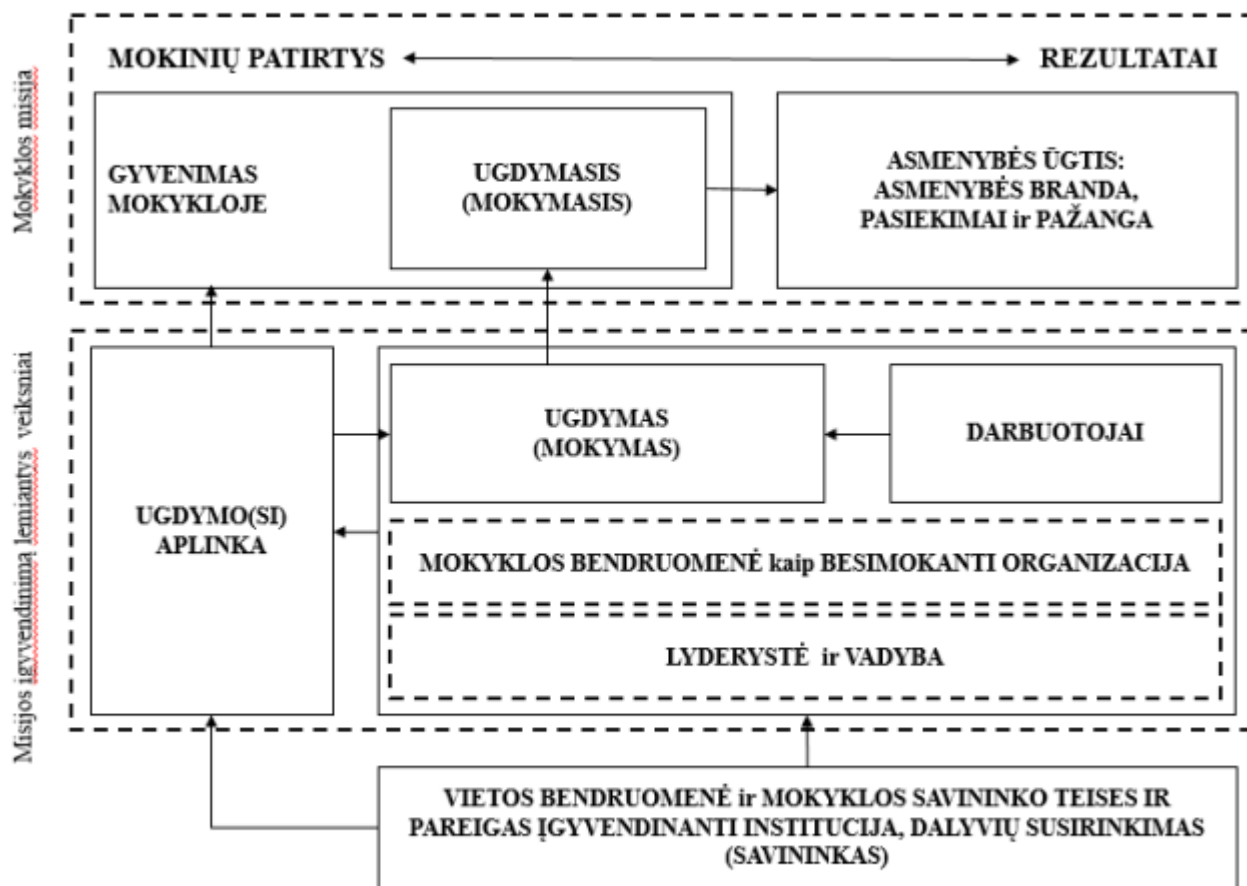 Mokyklos misija
MOKINIŲ PATIRTYS
REZULTATAI
GYVENIMAS
MOKYKLOJE
UGDYMASIS
(MOKYMASIS)
ASMENYBĖS ŪGTIS:
ASMENYBĖS BRANDA,
PASIEKIMAI ir PAŽANGA
Misijos įgyvendinimą lemiantys veiksniai
UGDYMO(SI)
APLINKA
UGDYMAS
(MOKYMAS)
DARBUOTOJAI
MOKYKLOS BENDRUOMENĖ kaip BESIMOKANTI ORGANIZACIJA
LYDERYSTĖ ir VADYBA
VIETOS BENDRUOMENĖ ir MOKYKLOS SAVININKO TEISES IR
PAREIGAS ĮGYVENDINANTI INSTITUCIJA, DALYVIŲ SUSIRINKIMAS
(SAVININKAS)